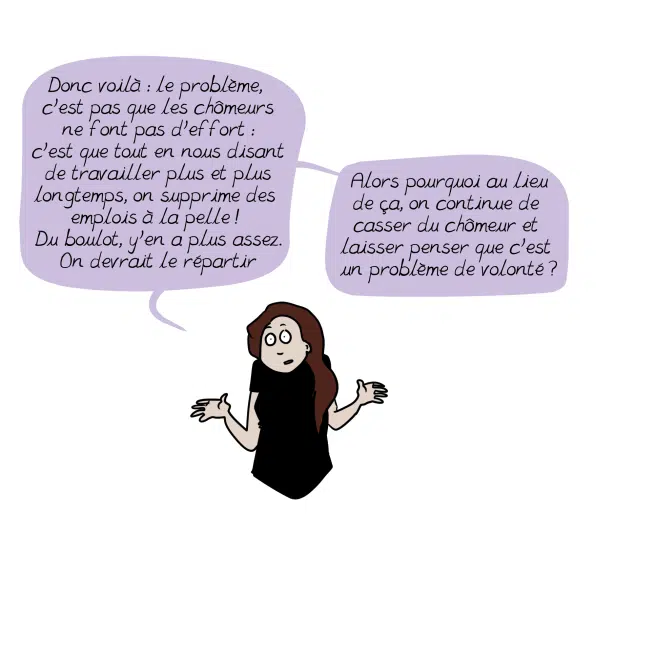 Donc voilà : le problème,
c'est pas que les chômeurs
ne font pas d'effort :
c'est que tout en nous disant
de travailler plus et plus
longtemps, on supprime des
emplois à la pelle !
Du boulot, y'en a plus assez.
On devrait le répartir
Alors pourquoi au lieu
de ça, on continue de
casser du chômeur et
laisser penser que c'est
un problème de volonté ?